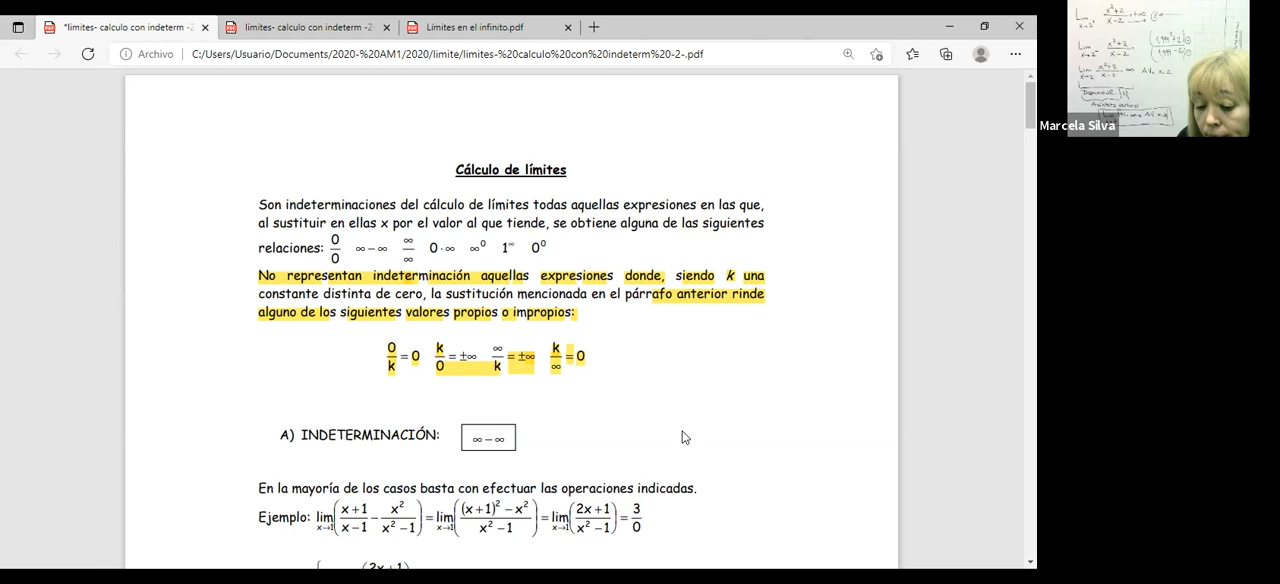 *limites- calculo con indeterm -2
limites- calculo con indeterm -2-
Límites en el infinito.pdf
Archivo
C:/Users/Usuario/Documents/2020-%20AM1/2020/limite/limites-%20calculo%20con%20indeterm%20-2-.pdf
Marcela Silva
Cálculo de límites
Son indeterminaciones del cálculo de límites todas aquellas expresiones en las que,
al sustituir en ellas x por el valor al que tiende, se obtiene alguna de las siguientes
relaciones: 0/0 ∞-∞ ∞/∞ 0·∞ ∞⁰ 1^∞ 0⁰
No representan indeterminación aquellas expresiones donde, siendo k una
constante distinta de cero, la sustitución mencionada en el párrafo anterior rinde
alguno de los siguientes valores propios o impropios:
0/k = 0 k/0 = ±∞ ∞/k = ±∞ k/∞ = 0
A) INDETERMINACIÓN: ∞-∞
En la mayoría de los casos basta con efectuar las operaciones indicadas.
Ejemplo: lim x→1 (x+1/x-1 - x²/x²-1) = lim x→1 ((x+1)²-x²/x²-1) = lim x→1 (2x+1/x²-1) = 3/0